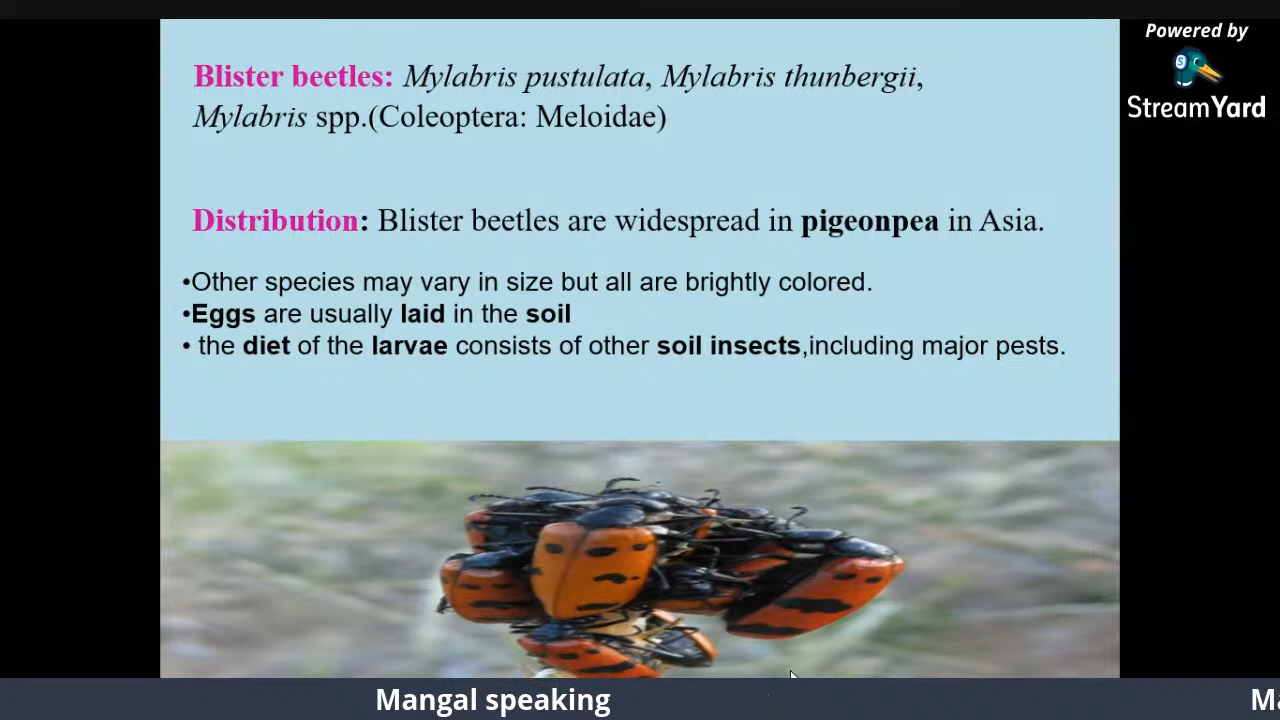 Powered by
StreamYard
Blister beetles: Mylabris pustulata, Mylabris thunbergii,
Mylabris spp.(Coleoptera: Meloidae)
Distribution: Blister beetles are widespread in pigeonpea in Asia.
•Other species may vary in size but all are brightly colored.
•Eggs are usually laid in the soil
• the diet of the larvae consists of other soil insects,including major pests.
Mangal speaking
Ma